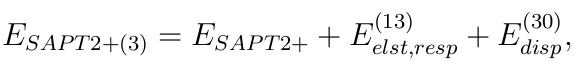 $E_{SAPT2+(3)} = E_{SAPT2+} + E^{(13)}_{elst,resp} + E^{(30)}_{disp},$